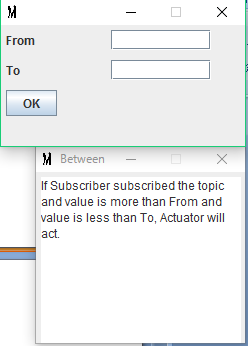 From
To
OK
Between
If Subscriber subscribed the topic
and value is more than From and
value is less than To, Actuator will
act.